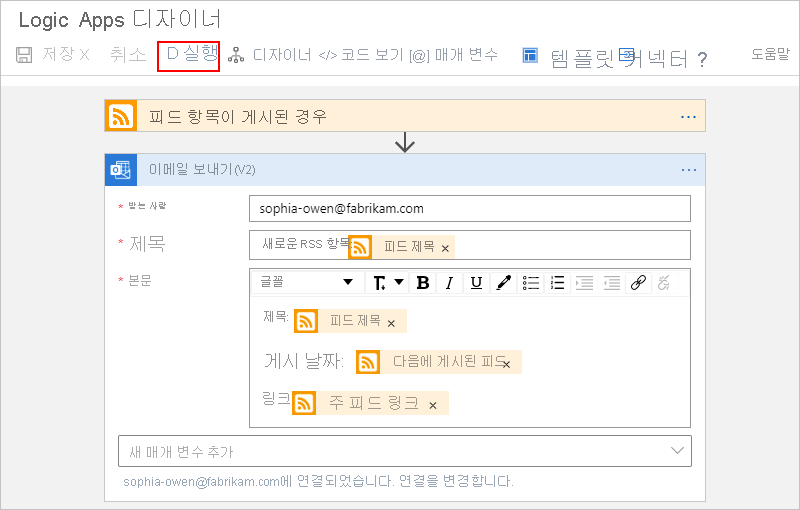 Logic Apps 디자이너
저장 X 취소 D 실행 디자이너 </> 코드 보기 [@] 매개 변수 템플릿 커넥터 ? 도움말
피드 항목이 게시된 경우 ...
이메일 보내기(V2) ...
* 받는 사람 sophia-owen@fabrikam.com
* 제목 새로운 RSS 항목: 피드 제목 ×
* 본문 글꼴 T B I U
제목: 피드 제목 ×
게시 날짜: 다음에 게시된 피드 ×
링크 주 피드 링크 ×
새 매개 변수 추가
sophia-owen@fabrikam.com에 연결되었습니다. 연결을 변경합니다.